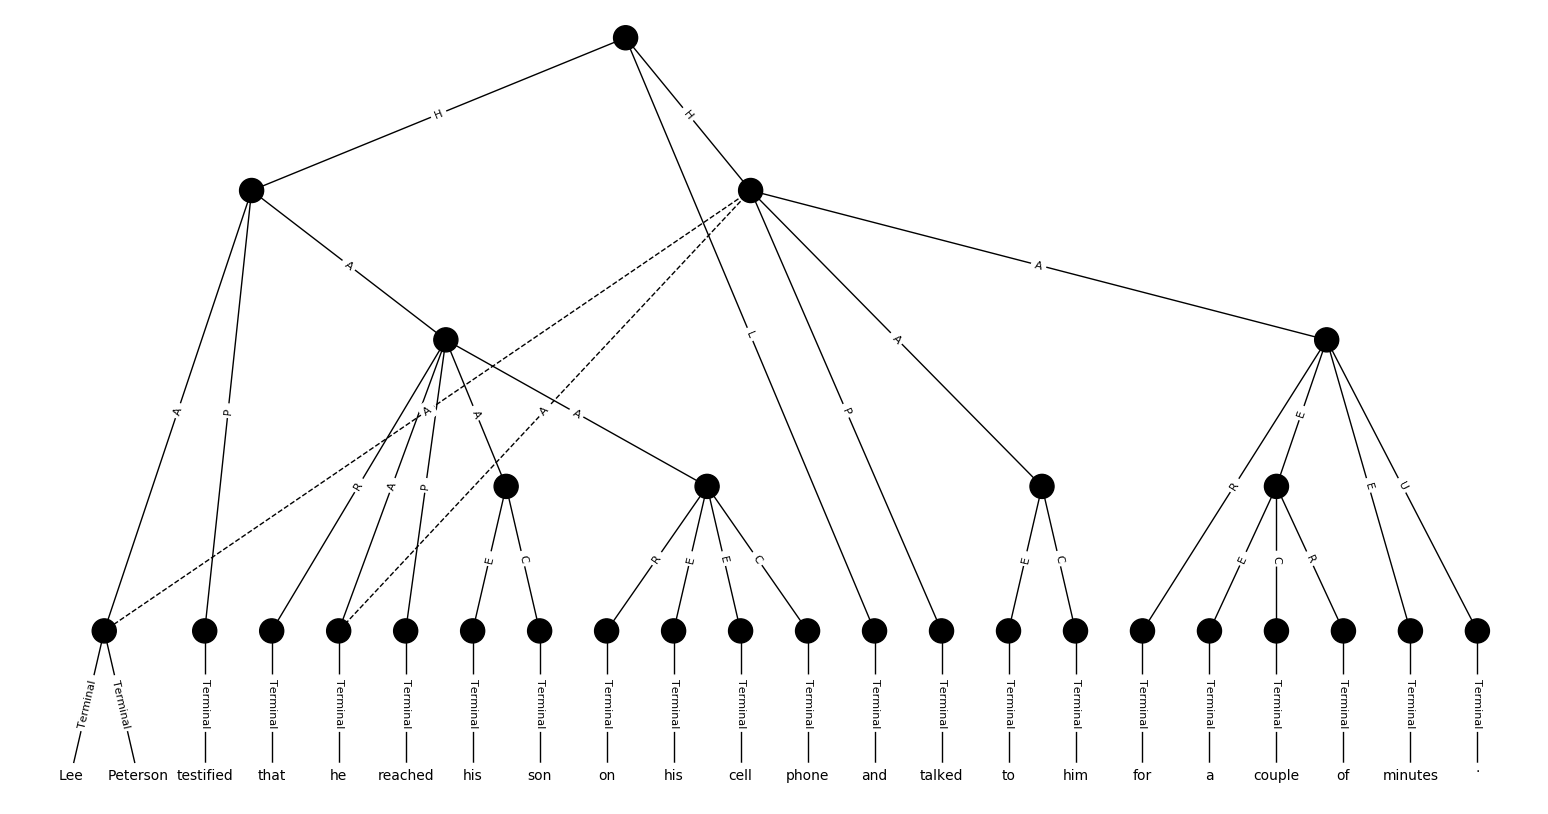 H H
A A
L
A
A P A A A A P E
R A P R E U
E C R E E C E C E C R
Terminal Terminal Terminal Terminal Terminal Terminal Terminal Terminal Terminal Terminal Terminal Terminal Terminal Terminal Terminal Terminal Terminal Terminal Terminal Terminal Terminal Terminal
Lee Peterson testified that he reached his son on his cell phone and talked to him for a couple of minutes .